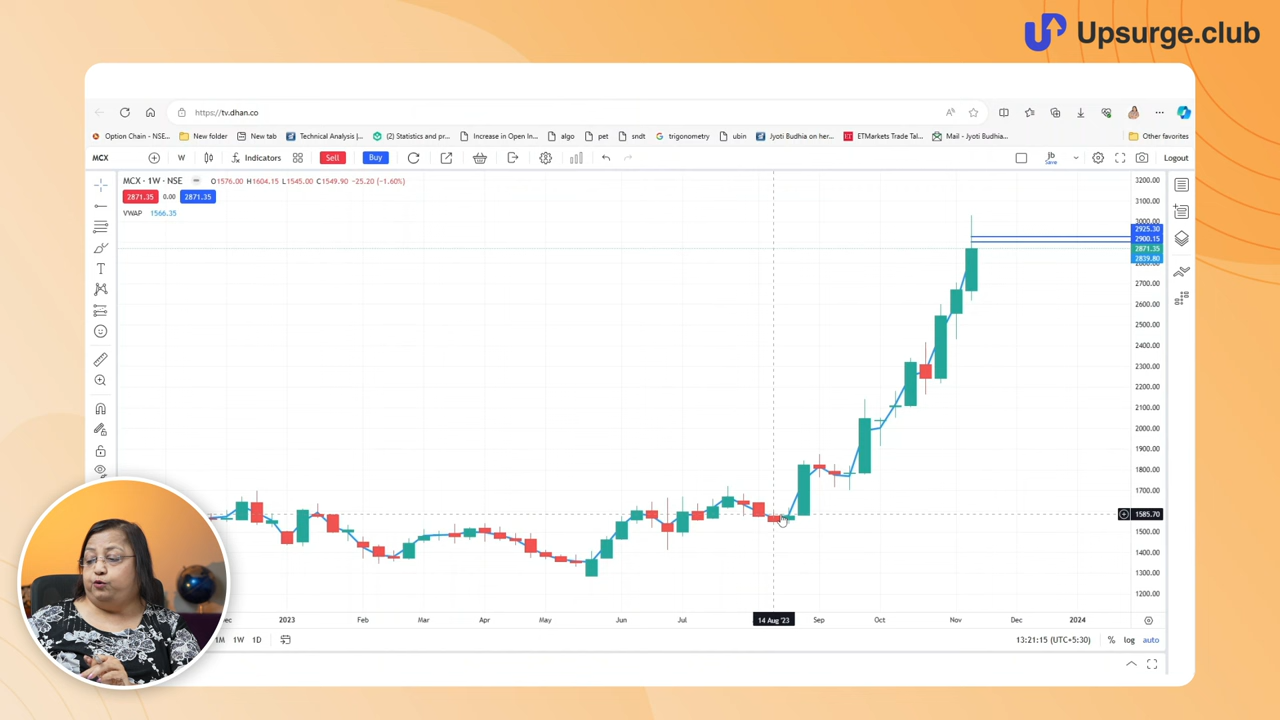 Upsurge.club
https://tv.dhan.co
Option Chain - NSE... New folder New tab Technical Analysis |... (2) Statistics and pr... Increase in Open In... algo pet sndt trigonometry ubin Jyoti Budhia on her... ETMarkets Trade Tal... Mail - Jyoti Budhia... Other favorites
MCX W Indicators Sell Buy jb Save Logout
MCX · 1W · NSE O1576.00 H1604.15 L1545.00 C1549.90 −25.20 (−1.60%)
2871.35 0.00 2871.35
VWAP 1566.35
3200.00
3100.00
3000.00
2925.30
2900.15
2871.35
2839.80
2700.00
2600.00
2500.00
2400.00
2300.00
2200.00
2100.00
2000.00
1900.00
1800.00
1700.00
1600.00
1585.70
1500.00
1400.00
1300.00
1200.00
2023 Feb Mar Apr May Jun Jul 14 Aug '23 Sep Oct Nov Dec 2024
1M 1W 1D 13:21:15 (UTC+5:30) % log auto